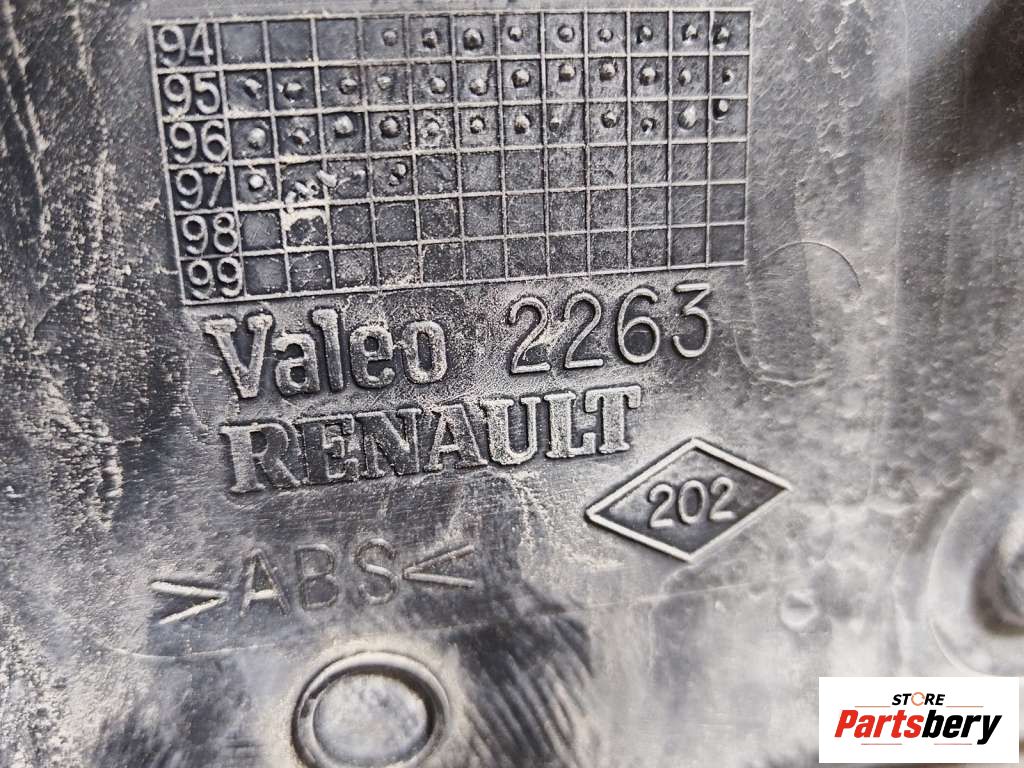 94
95
96
97
98
99
Valeo 2263
RENAULT
202
>ABS<
STORE
Partsbery